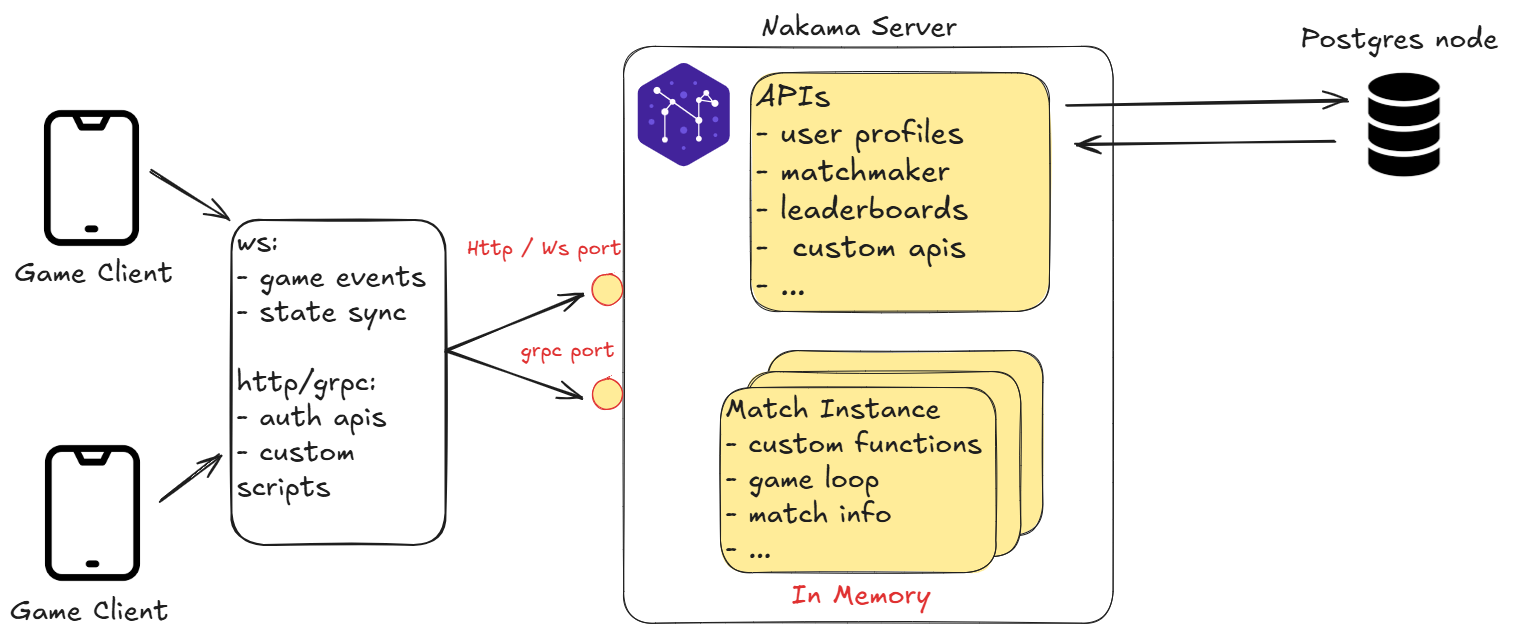 Nakama Server
Postgres node
APIs
- user profiles
- matchmaker
- leaderboards
- custom apis
- ...
Game Client
ws:
- game events
- state sync
http/grpc:
- auth apis
- custom
scripts
Http / Ws port
grpc port
Match Instance
- custom functions
- game loop
- match info
- ...
In Memory
Game Client